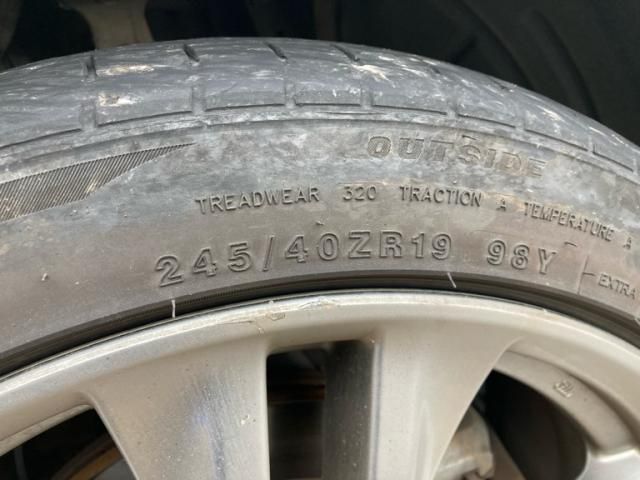 OUTSIDE
TREADWEAR 320 TRACTION A TEMPERATURE A
245/40ZR19 98Y
EXTRA